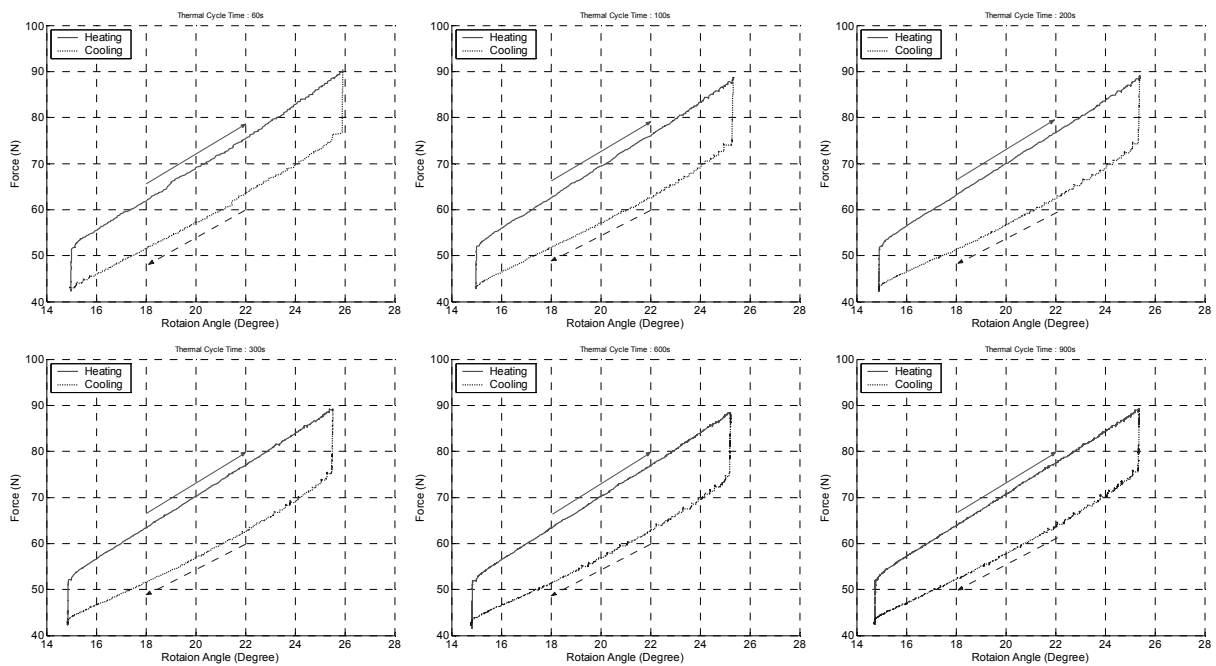 Thermal Cycle Time : 60s
100
90
80
70
60
50
40
Force (N)
Heating
Cooling
14 16 18 20 22 24 26 28
Rotaion Angle (Degree)
Thermal Cycle Time : 100s
100
90
80
70
60
50
40
Force (N)
Heating
Cooling
14 16 18 20 22 24 26 28
Rotaion Angle (Degree)
Thermal Cycle Time : 200s
100
90
80
70
60
50
40
Force (N)
Heating
Cooling
14 16 18 20 22 24 26 28
Rotaion Angle (Degree)
Thermal Cycle Time : 300s
100
90
80
70
60
50
40
Force (N)
Heating
Cooling
14 16 18 20 22 24 26 28
Rotaion Angle (Degree)
Thermal Cycle Time : 600s
100
90
80
70
60
50
40
Force (N)
Heating
Cooling
14 16 18 20 22 24 26 28
Rotaion Angle (Degree)
Thermal Cycle Time : 900s
100
90
80
70
60
50
40
Force (N)
Heating
Cooling
14 16 18 20 22 24 26 28
Rotaion Angle (Degree)